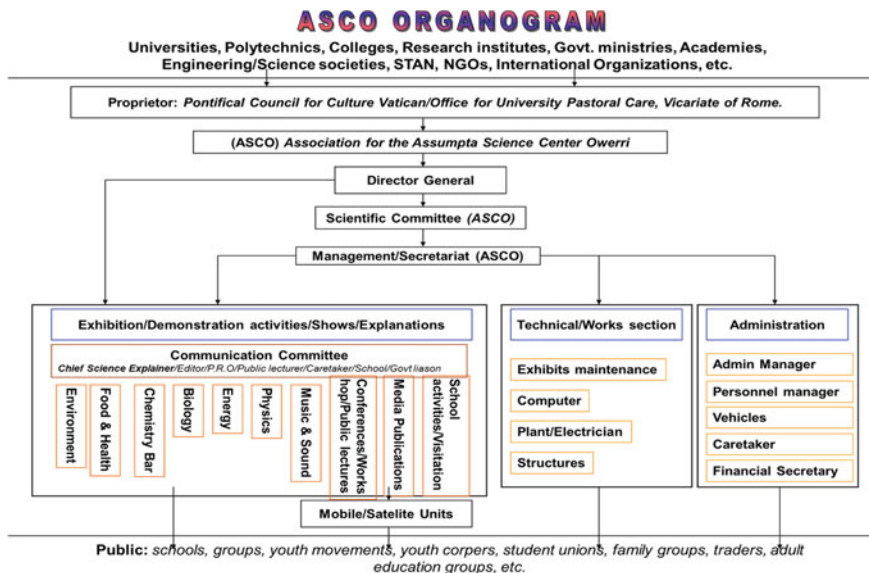 ASCO ORGANOGRAM
Universities, Polytechnics, Colleges, Research institutes, Govt. ministries, Academies,
Engineering/Science societies, STAN, NGOs, International Organizations, etc.
Proprietor: Pontifical Council for Culture Vatican/Office for University Pastoral Care, Vicariate of Rome.
(ASCO) Association for the Assumpta Science Center Owerri
Director General
Scientific Committee (ASCO)
Management/Secretariat (ASCO)
Exhibition/Demonstration activities/Shows/Explanations
Communication Committee
Chief Science Explainer/Editor/P.R.O/Public lecturer/Caretaker/School/Govt liason
Environment
Food & Health
Chemistry Bar
Biology
Energy
Physics
Music & Sound
Conferences/Works
hop/Public lectures
Media Publications
School
activities/Visitation
Mobile/Satelite Units
Technical/Works section
Exhibits maintenance
Computer
Plant/Electrician
Structures
Administration
Admin Manager
Personnel manager
Vehicles
Caretaker
Financial Secretary
Public: schools, groups, youth movements, youth corpers, student unions, family groups, traders, adult
education groups, etc.